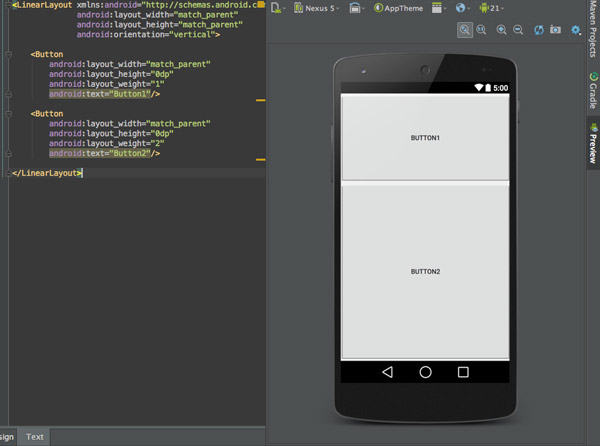 <LinearLayout xmlns:android="http://schemas.android.c
android:layout_width="match_parent"
android:layout_height="match_parent"
android:orientation="vertical">
<Button
android:layout_width="match_parent"
android:layout_height="0dp"
android:layout_weight="1"
android:text="Button1"/>
<Button
android:layout_width="match_parent"
android:layout_height="0dp"
android:layout_weight="2"
android:text="Button2"/>
</LinearLayout>
sign
Text
Nexus 5
AppTheme
21
5:00
BUTTON1
BUTTON2
Maven Projects
Gradle
Preview